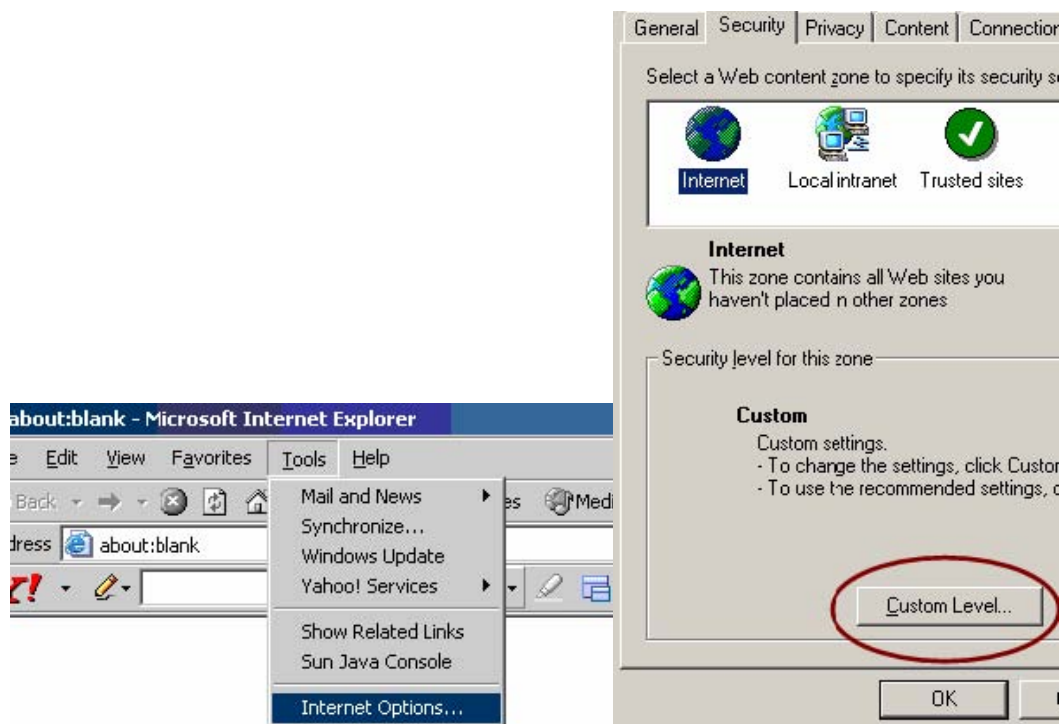 about:blank - Microsoft Internet Explorer
Edit View Favorites Tools Help
Back
about:blank
Y!
Mail and News
Synchronize...
Windows Update
Yahoo! Services
Show Related Links
Sun Java Console
Internet Options...
General Security Privacy Content Connection
Select a Web content zone to specify its security
Internet Local intranet Trusted sites
Internet
This zone contains all Web sites you
haven't placed n other zones
Security level for this zone
Custom
Custom settings.
- To change the settings, click Custom
- To use the recommended settings,
Custom Level...
OK